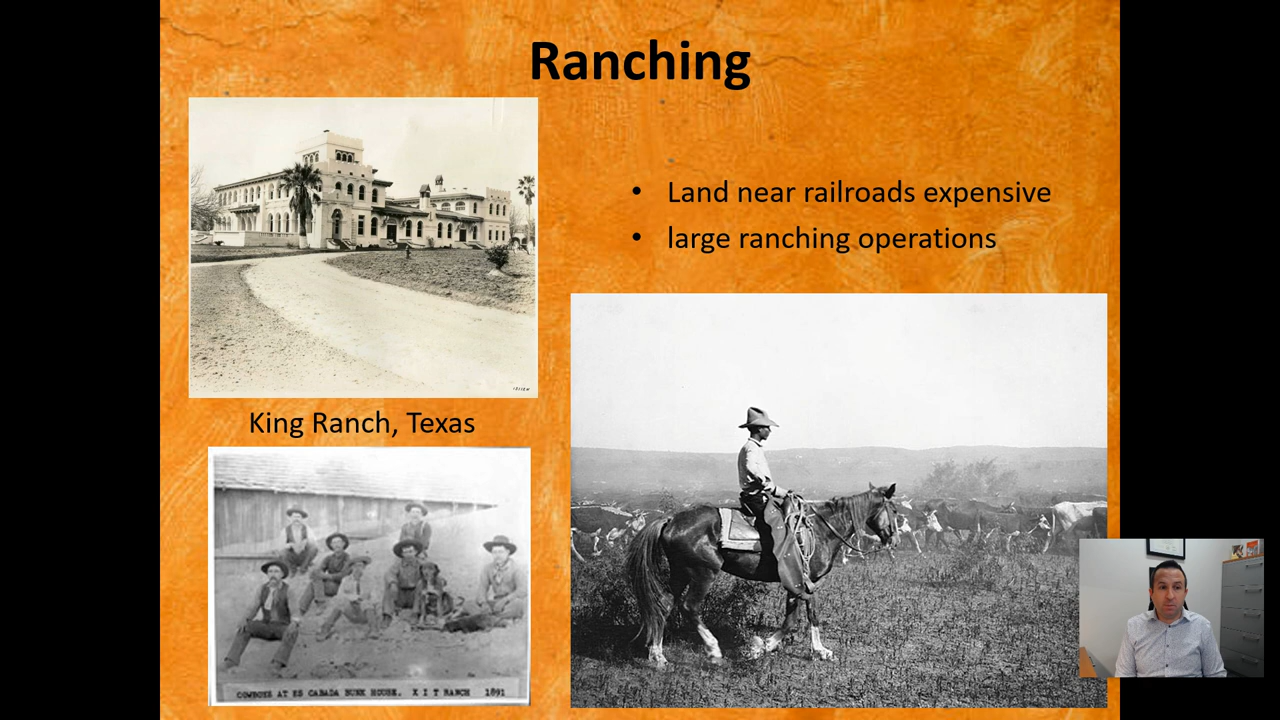 Ranching
• Land near railroads expensive
• large ranching operations
King Ranch, Texas
COWBOYS AT ES CABADA BUNK HOUSE. X I T RANCH 1891